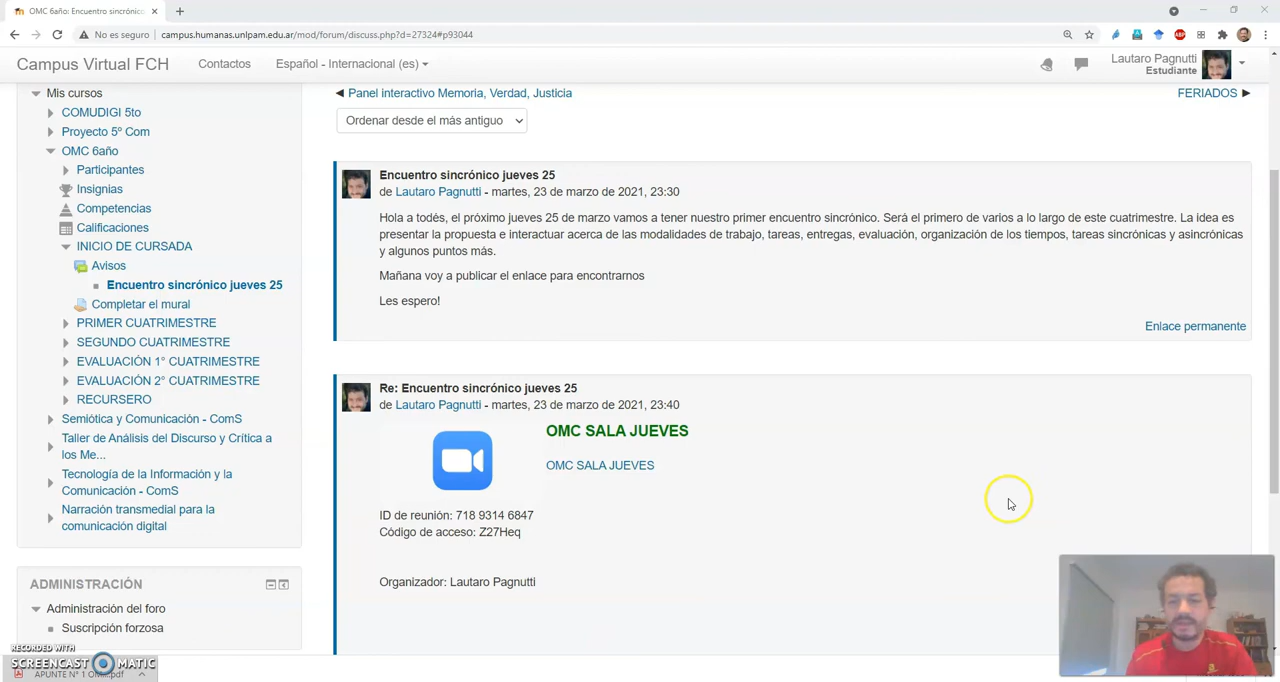 OMC 6año: Encuentro sincrónico
No es seguro
campus.humanas.unlpam.edu.ar/mod/forum/discuss.php?d=27324#p93044
ABP
Campus Virtual FCH
Contactos
Español - Internacional (es)
Lautaro Pagnutti
Estudiante
Mis cursos
COMUDIGI 5to
Proyecto 5º Com
OMC 6año
Participantes
Insignias
Competencias
Calificaciones
INICIO DE CURSADA
Avisos
Encuentro sincrónico jueves 25
Completar el mural
PRIMER CUATRIMESTRE
SEGUNDO CUATRIMESTRE
EVALUACIÓN 1° CUATRIMESTRE
EVALUACIÓN 2° CUATRIMESTRE
RECURSERO
Semiótica y Comunicación - ComS
Taller de Análisis del Discurso y Crítica a
los Me...
Tecnología de la Información y la
Comunicación - ComS
Narración transmedial para la
comunicación digital
ADMINISTRACIÓN
Administración del foro
Suscripción forzosa
RECORDED WITH
SCREENCAST MATIC
Panel interactivo Memoria, Verdad, Justicia
FERIADOS
Ordenar desde el más antiguo
Encuentro sincrónico jueves 25
de Lautaro Pagnutti - martes, 23 de marzo de 2021, 23:30
Hola a todès, el próximo jueves 25 de marzo vamos a tener nuestro primer encuentro sincrónico. Será el primero de varios a lo largo de este cuatrimestre. La idea es
presentar la propuesta e interactuar acerca de las modalidades de trabajo, tareas, entregas, evaluación, organización de los tiempos, tareas sincrónicas y asincrónicas
y algunos puntos más.
Mañana voy a publicar el enlace para encontrarnos
Les espero!
Enlace permanente
Re: Encuentro sincrónico jueves 25
de Lautaro Pagnutti - martes, 23 de marzo de 2021, 23:40
OMC SALA JUEVES
OMC SALA JUEVES
ID de reunión: 718 9314 6847
Código de acceso: Z27Heq
Organizador: Lautaro Pagnutti